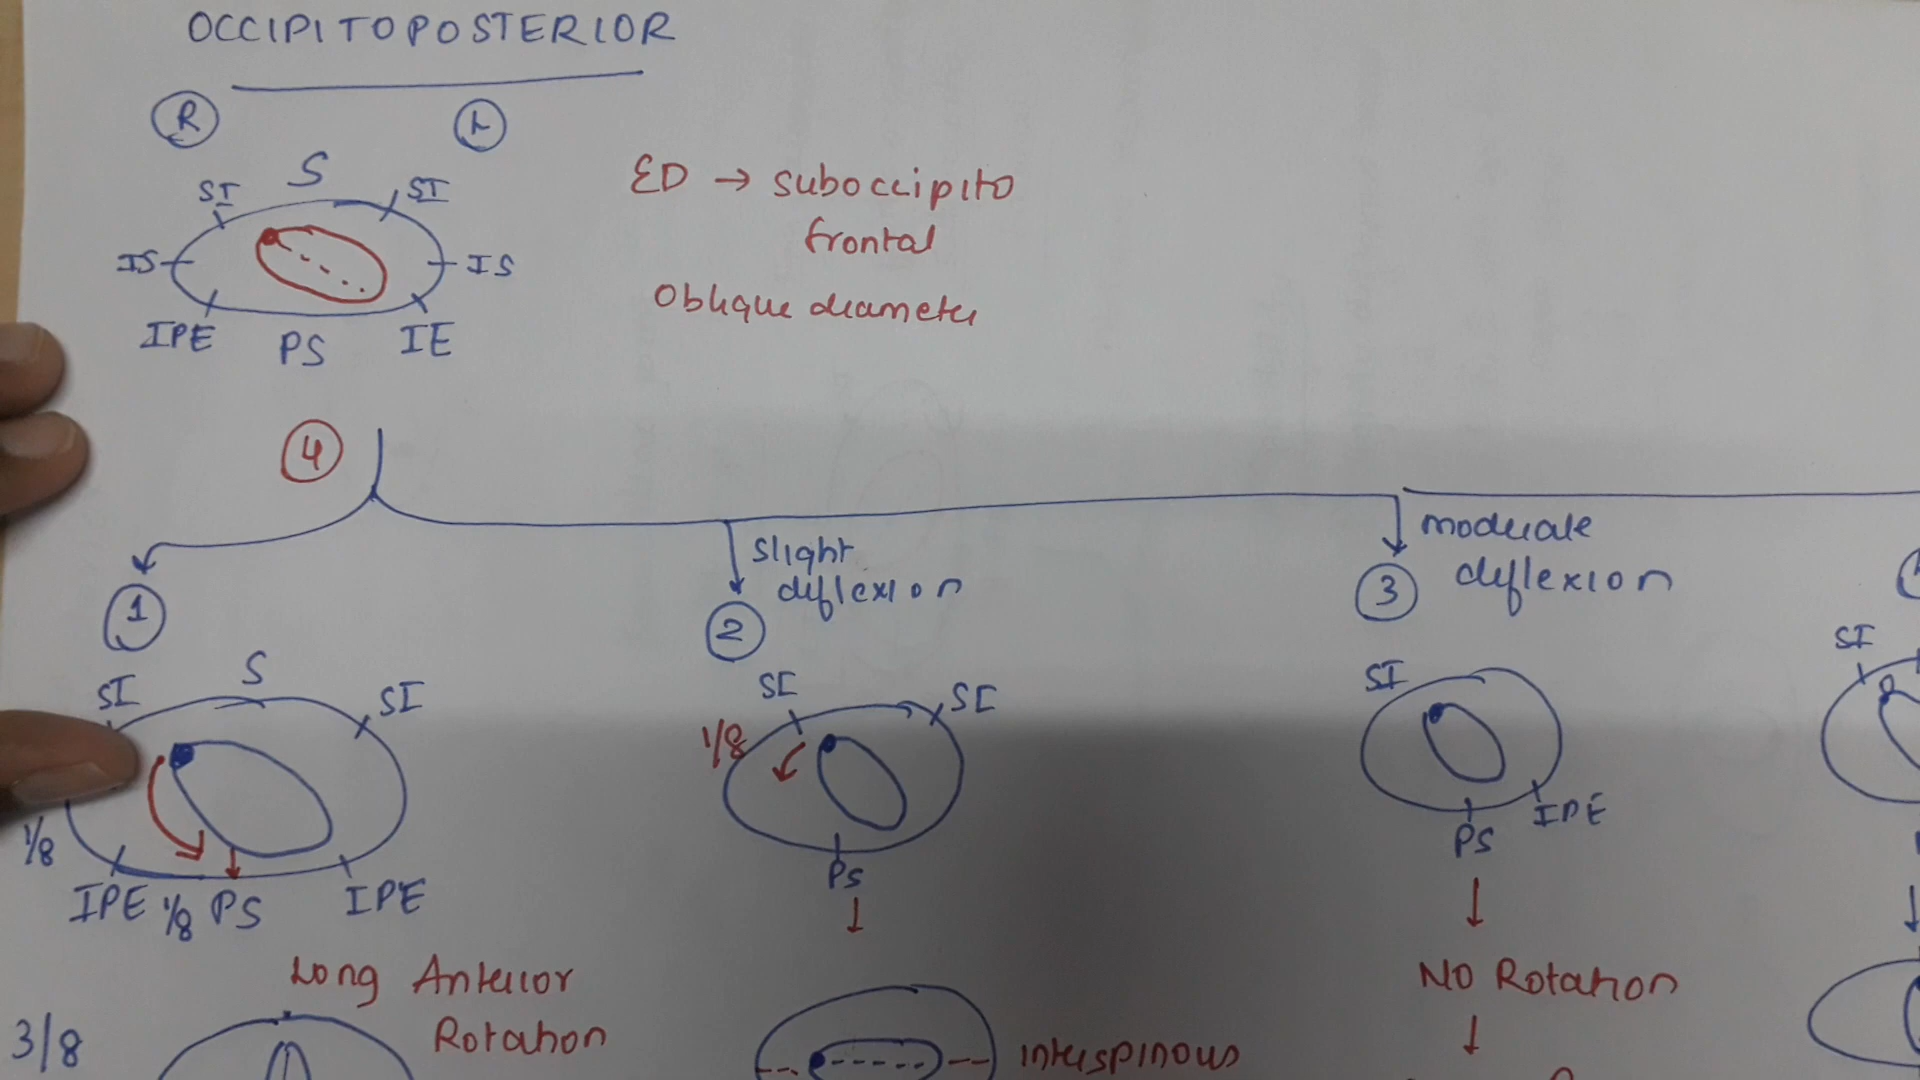 OCCIPITOPOSTERIOR
R L
S
SI SI
IS IS
IPE PS IE
ED → suboccipito
frontal
Oblique diameter
4
1
slight
deflexion
2
moderate
deflexion
3
S
SI SI
1/8
IPE 1/8 PS IPE
Long Anterior
Rotation
3/8
SI SI
1/8
PS
↓
Interspinous
SI
PS IPE
↓
NO Rotation
↓
SI